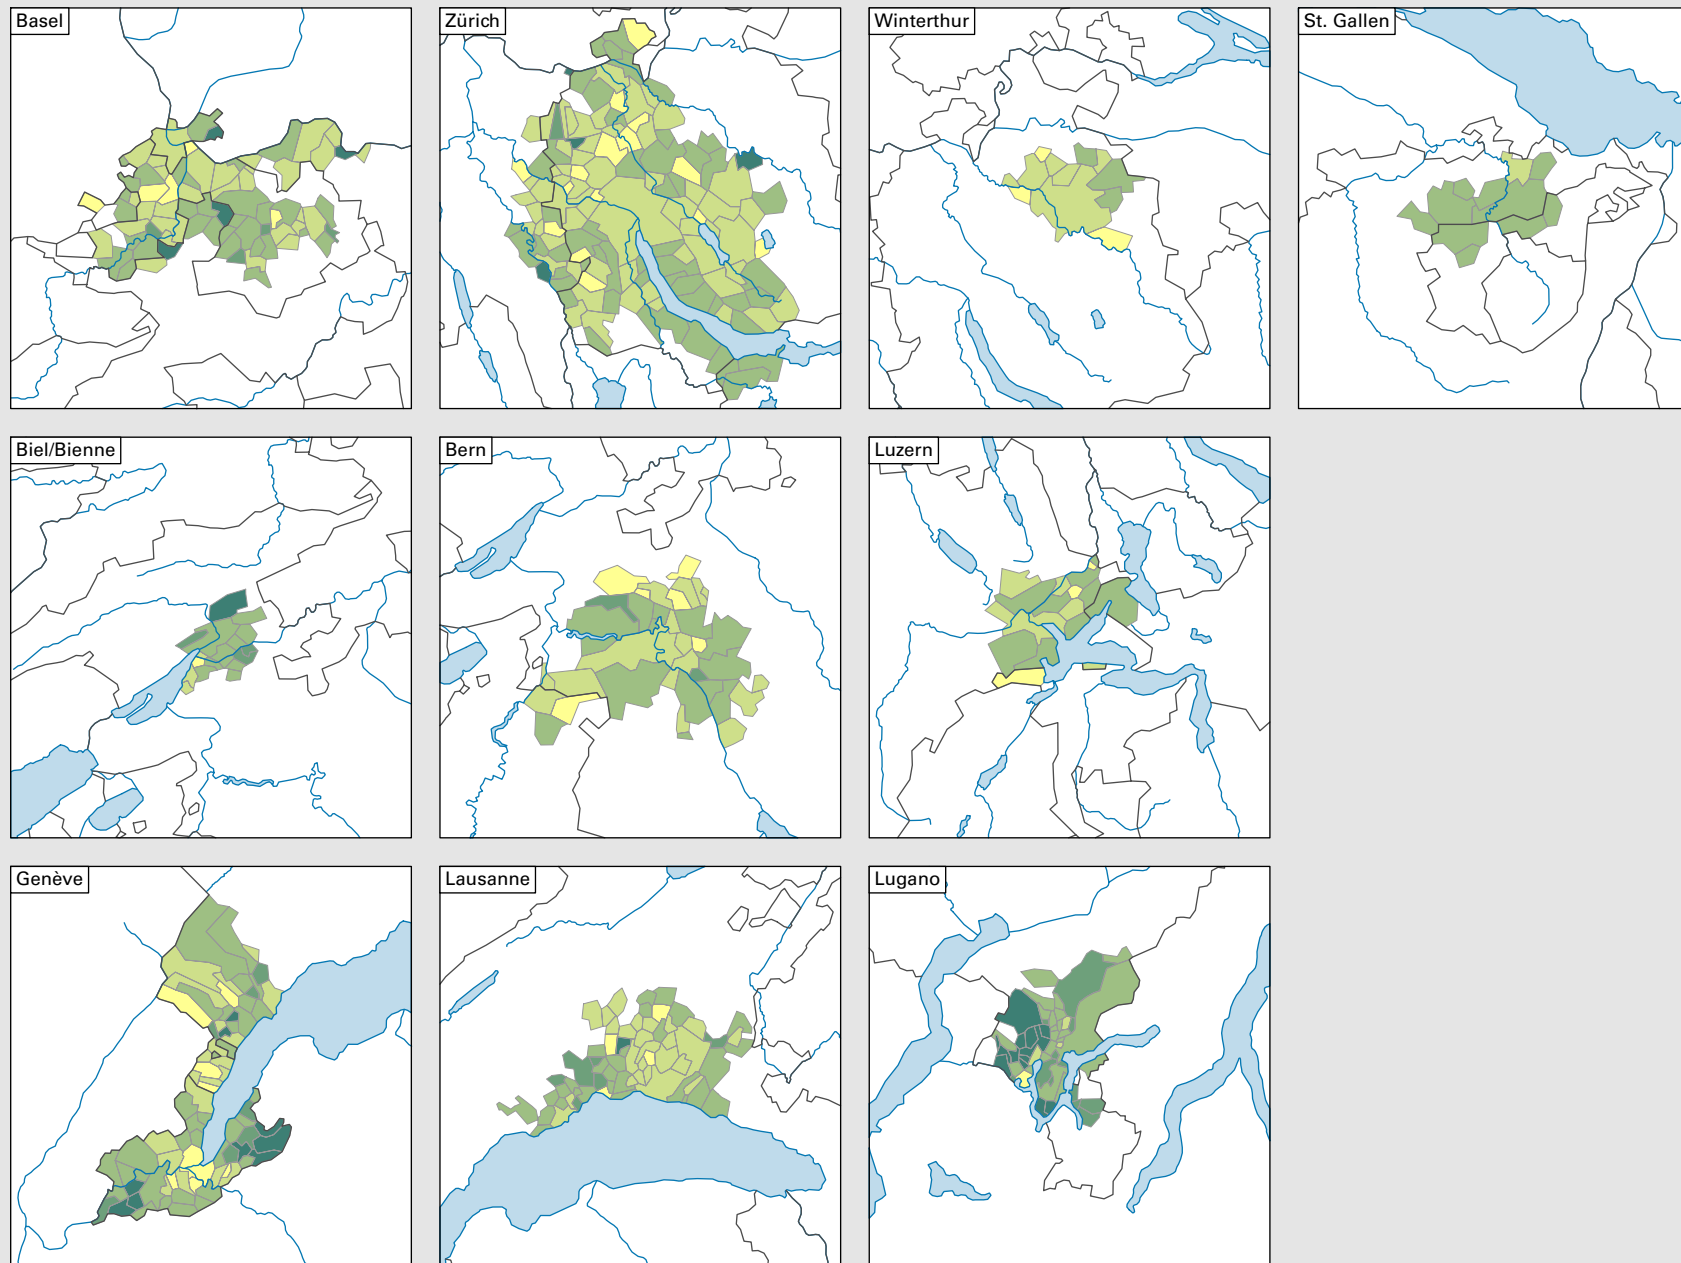 Basel
Zürich
Winterthur
St. Gallen
Biel/Bienne
Bern
Luzern
Genève
Lausanne
Lugano